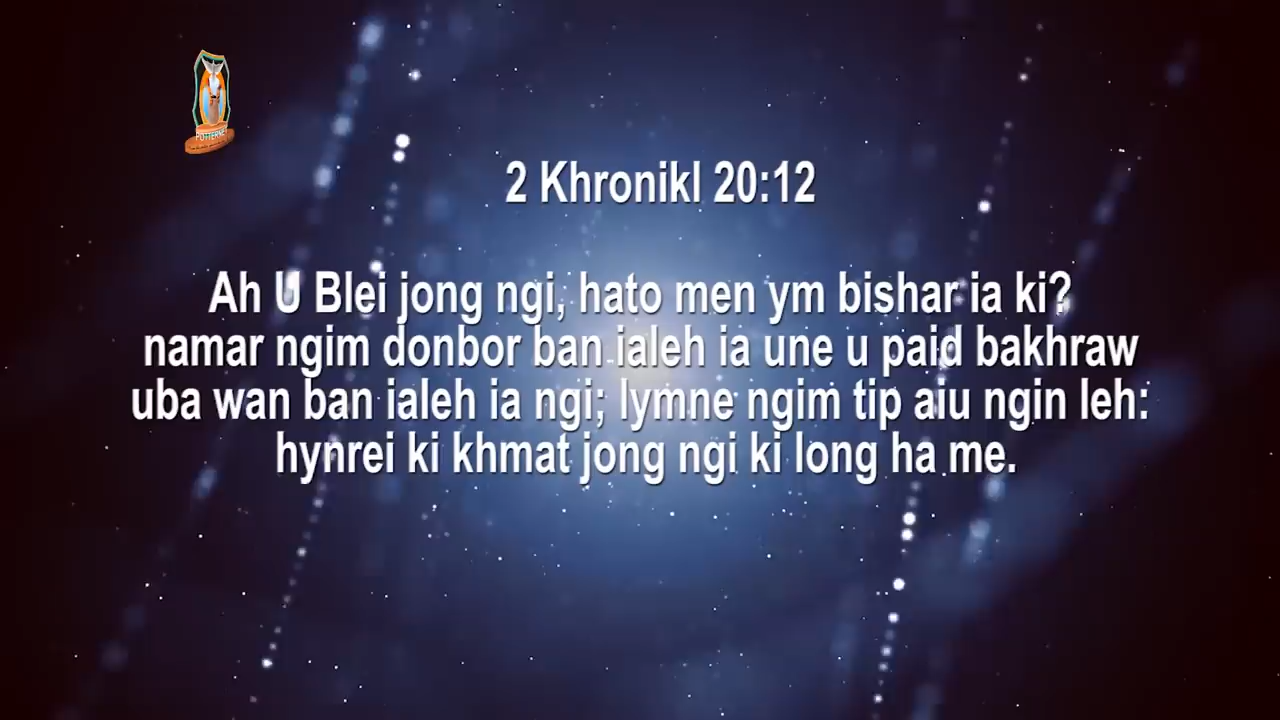 2 Khronikl 20:12
Ah U Blei jong ngi, hato men ym bishar ia ki?
namar ngim donbor ban ialeh ia une u paid bakhraw
uba wan ban ialeh ia ngi; lymne ngim tip aiu ngin leh:
hynrei ki khmat jong ngi ki long ha me.